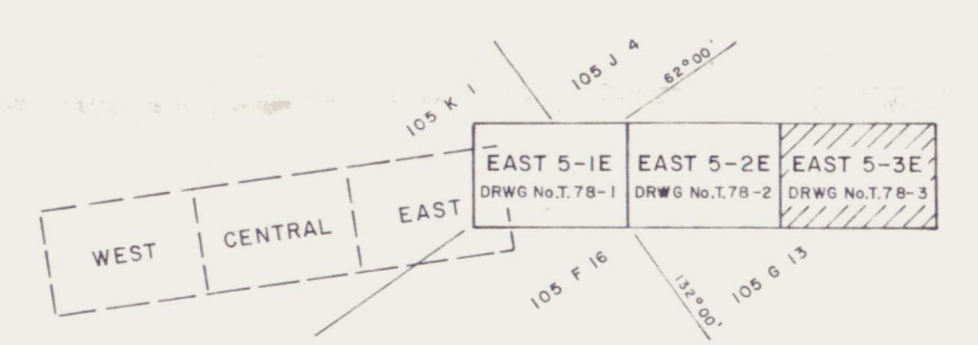 105 J 4
62°00'
105 K 1
EAST 5-1E
DRWG No.T. 78-1
EAST 5-2E
DRWG No.T. 78-2
EAST 5-3E
DRWG No.T. 78-3
WEST
CENTRAL
EAST
105 F 16
132°00'
105 G 13